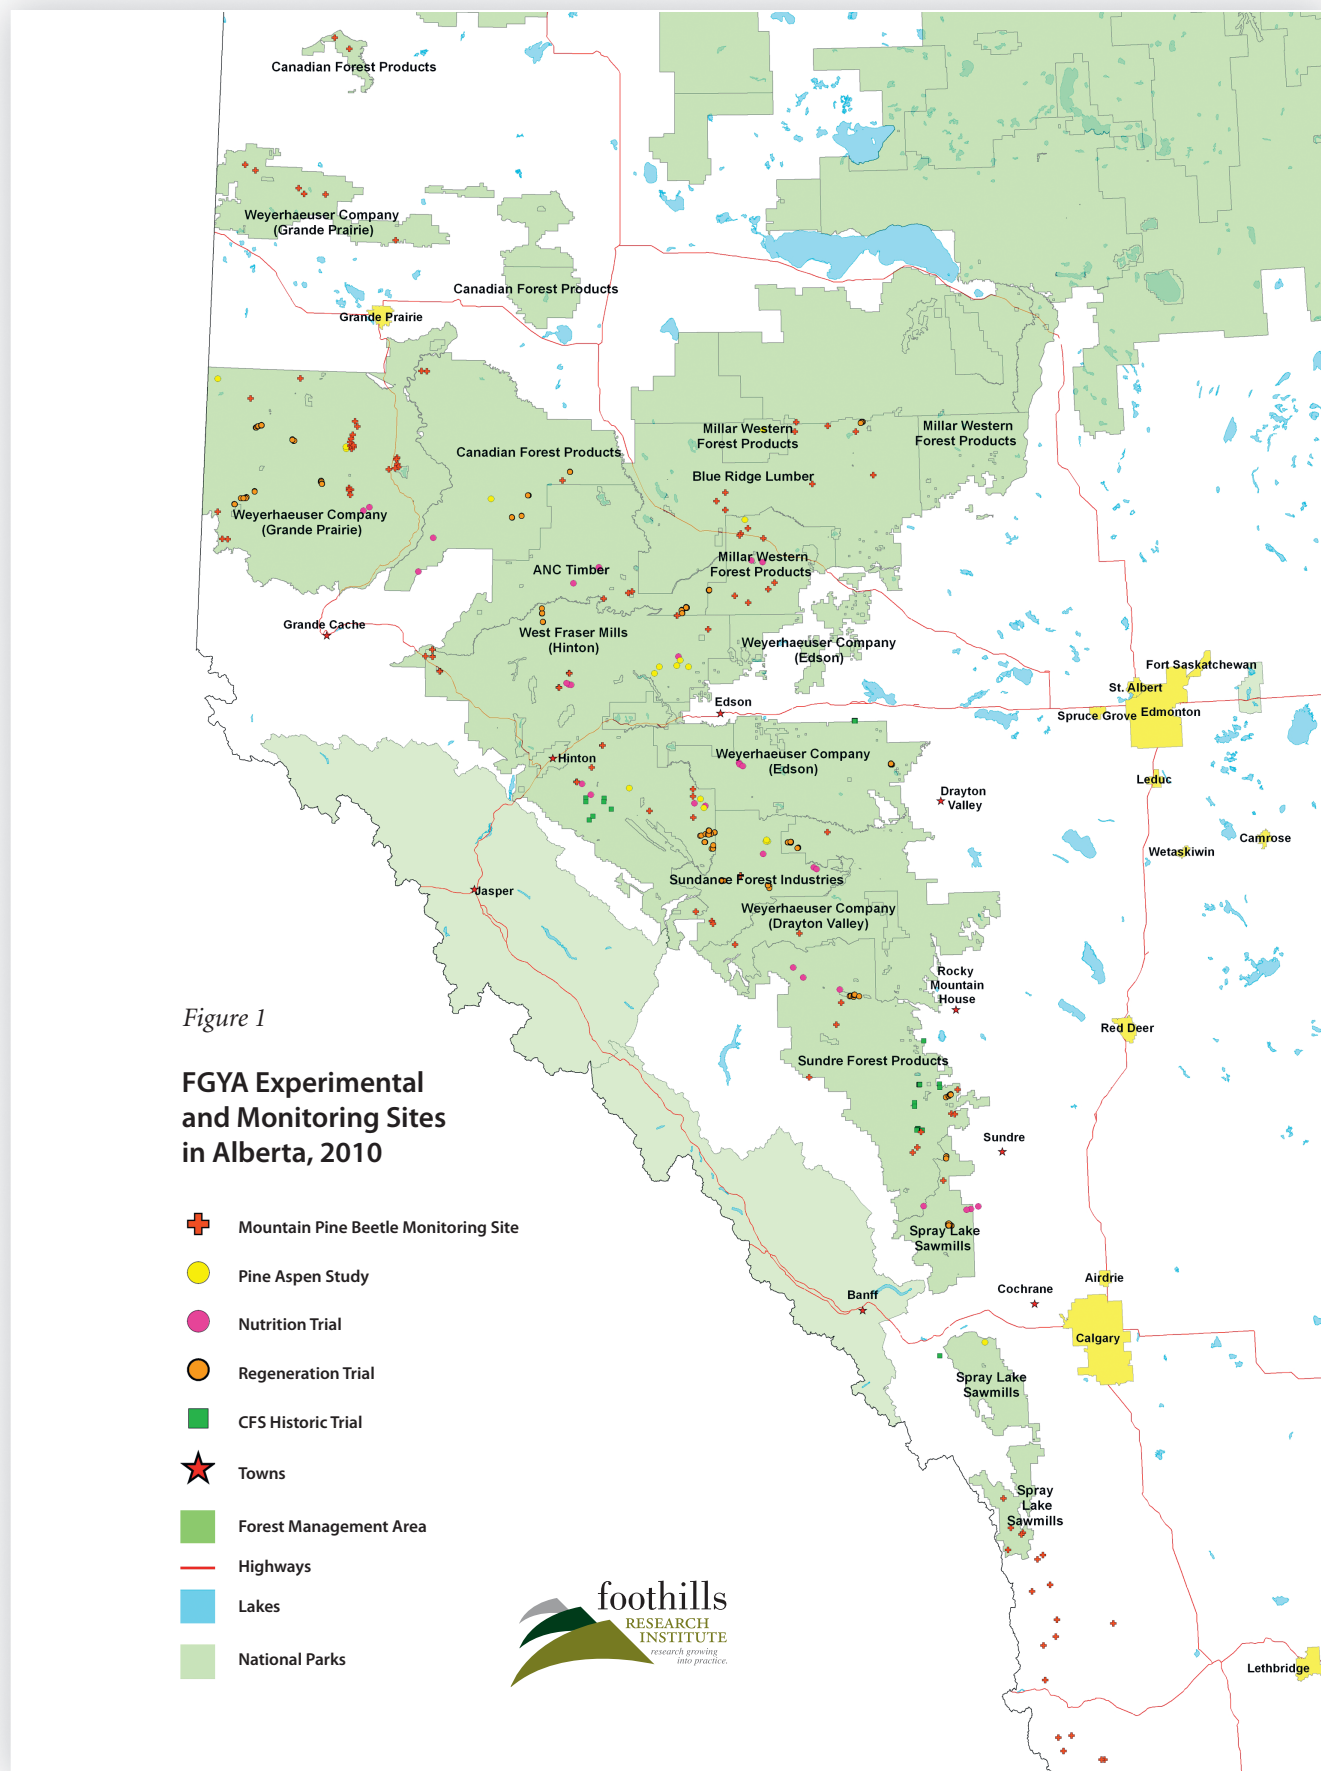 Canadian Forest Products
Weyerhaeuser Company
(Grande Prairie)
Canadian Forest Products
Grande Prairie
Millar Western
Forest Products
Millar Western
Forest Products
Canadian Forest Products
Blue Ridge Lumber
Weyerhaeuser Company
(Grande Prairie)
Millar Western
Forest Products
ANC Timber
Grande Cache
West Fraser Mills
(Hinton)
Weyerhaeuser Company
(Edson)
Fort Saskatchewan
St. Albert
Edson
Spruce Grove
Edmonton
Hinton
Weyerhaeuser Company
(Edson)
Leduc
Drayton
Valley
Camrose
Wetaskiwin
Jasper
Sundance Forest Industries
Weyerhaeuser Company
(Drayton Valley)
Rocky
Mountain
House
Red Deer
Sundre Forest Products
Sundre
Spray Lake
Sawmills
Airdrie
Cochrane
Banff
Calgary
Spray Lake
Sawmills
Spray
Lake
Sawmills
Lethbridge
Figure 1
FGYA Experimental
and Monitoring Sites
in Alberta, 2010
Mountain Pine Beetle Monitoring Site
Pine Aspen Study
Nutrition Trial
Regeneration Trial
CFS Historic Trial
Towns
Forest Management Area
Highways
Lakes
National Parks
foothills
RESEARCH
INSTITUTE
research growing
into practice.